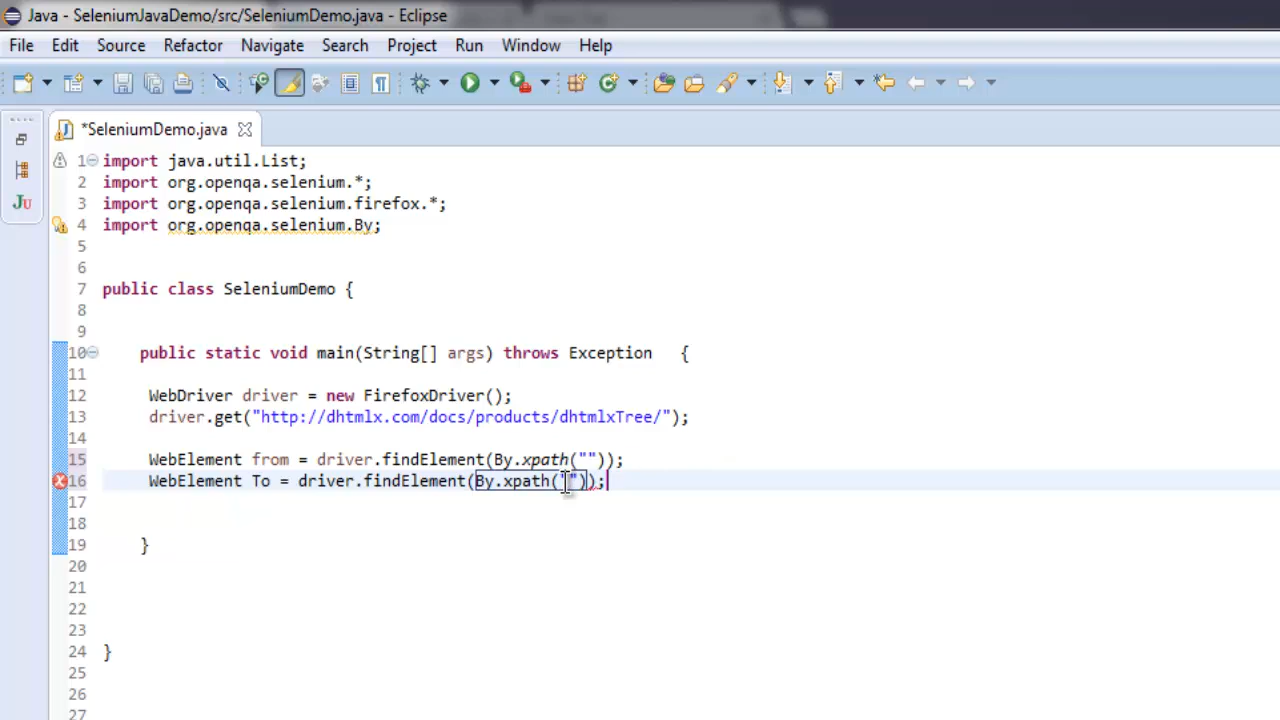 Java - SeleniumJavaDemo/src/SeleniumDemo.java - Eclipse
File Edit Source Refactor Navigate Search Project Run Window Help
*SeleniumDemo.java
1 import java.util.List;
2 import org.openqa.selenium.*;
3 import org.openqa.selenium.firefox.*;
4 import org.openqa.selenium.By;
5
6
7 public class SeleniumDemo {
8
9
10 public static void main(String[] args) throws Exception {
11
12 WebDriver driver = new FirefoxDriver();
13 driver.get("http://dhtmlx.com/docs/products/dhtmlxTree/");
14
15 WebElement from = driver.findElement(By.xpath(""));
16 WebElement To = driver.findElement(By.xpath(""));
17
18
19 }
20
21
22
23
24 }
25
26
27